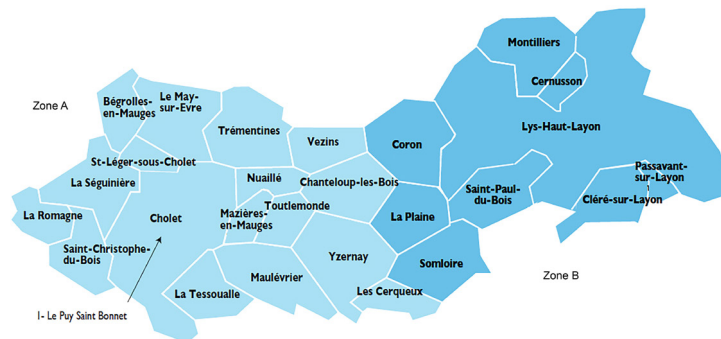 Montilliers
Zone A
Le May-
sur-Evre
Bégrolles-
en-Mauges
Cernusson
Trémentines
Vezins
Coron
Lys-Haut-Layon
St-Léger-sous-Cholet
Passavant-
sur-Layon
La Séguinière
Nuaillé
Chanteloup-les-Bois
Saint-Paul-
du-Bois
Cléré-sur-Layon
La Romagne
Cholet
Mazières-
en-Mauges
Toutlemonde
La Plaine
Saint-Christophe-
du-Bois
Yzernay
Somloire
Zone B
La Tessoualle
Maulévrier
Les Cerqueux
1- Le Puy Saint Bonnet